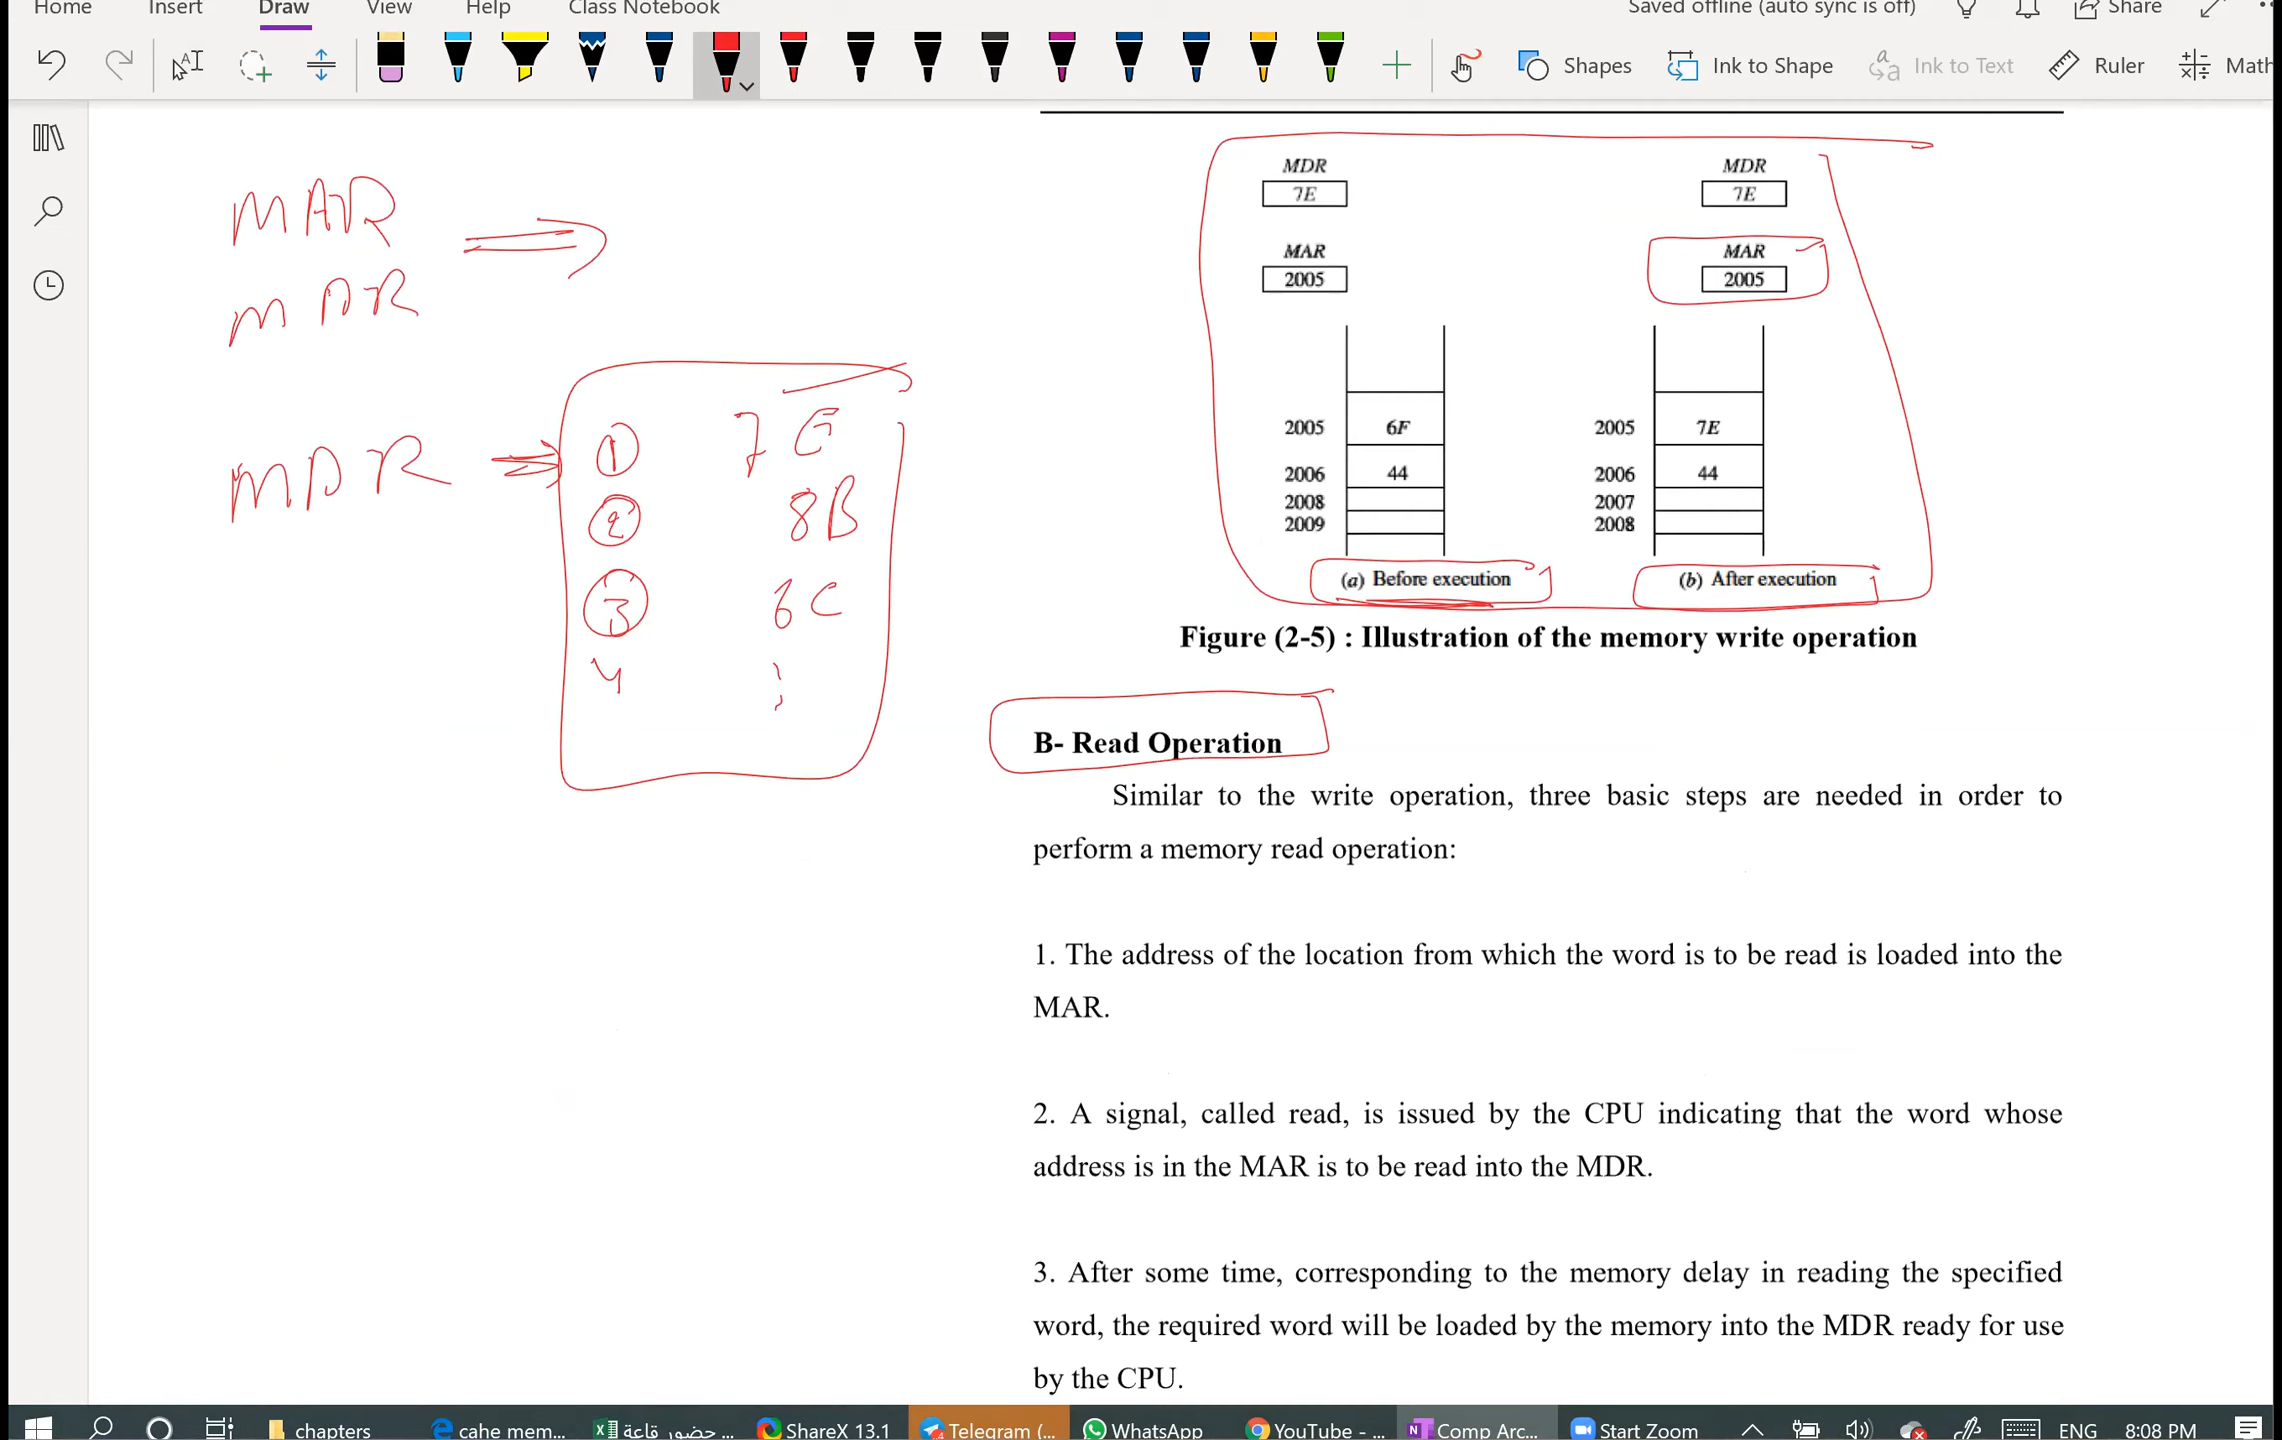 Home Insert Draw View Help Class Notebook Saved offline (auto sync is off) Share
Shapes Ink to Shape Ink to Text Ruler Math
MAR
MDR
MDR
1 7E
2 8B
3 6C
4
MDR MDR
7E 7E
MAR MAR
2005 2005
2005 6F 2005 7E
2006 44 2006 44
2008 2007
2009 2008
(a) Before execution (b) After execution
Figure (2-5) : Illustration of the memory write operation
B- Read Operation
Similar to the write operation, three basic steps are needed in order to
perform a memory read operation:
1. The address of the location from which the word is to be read is loaded into the
MAR.
2. A signal, called read, is issued by the CPU indicating that the word whose
address is in the MAR is to be read into the MDR.
3. After some time, corresponding to the memory delay in reading the specified
word, the required word will be loaded by the memory into the MDR ready for use
by the CPU.
chapters cahe mem... حضور قاعة ... ShareX 13.1 Telegram (... WhatsApp YouTube - ... Comp Arc... Start Zoom ENG 8:08 PM